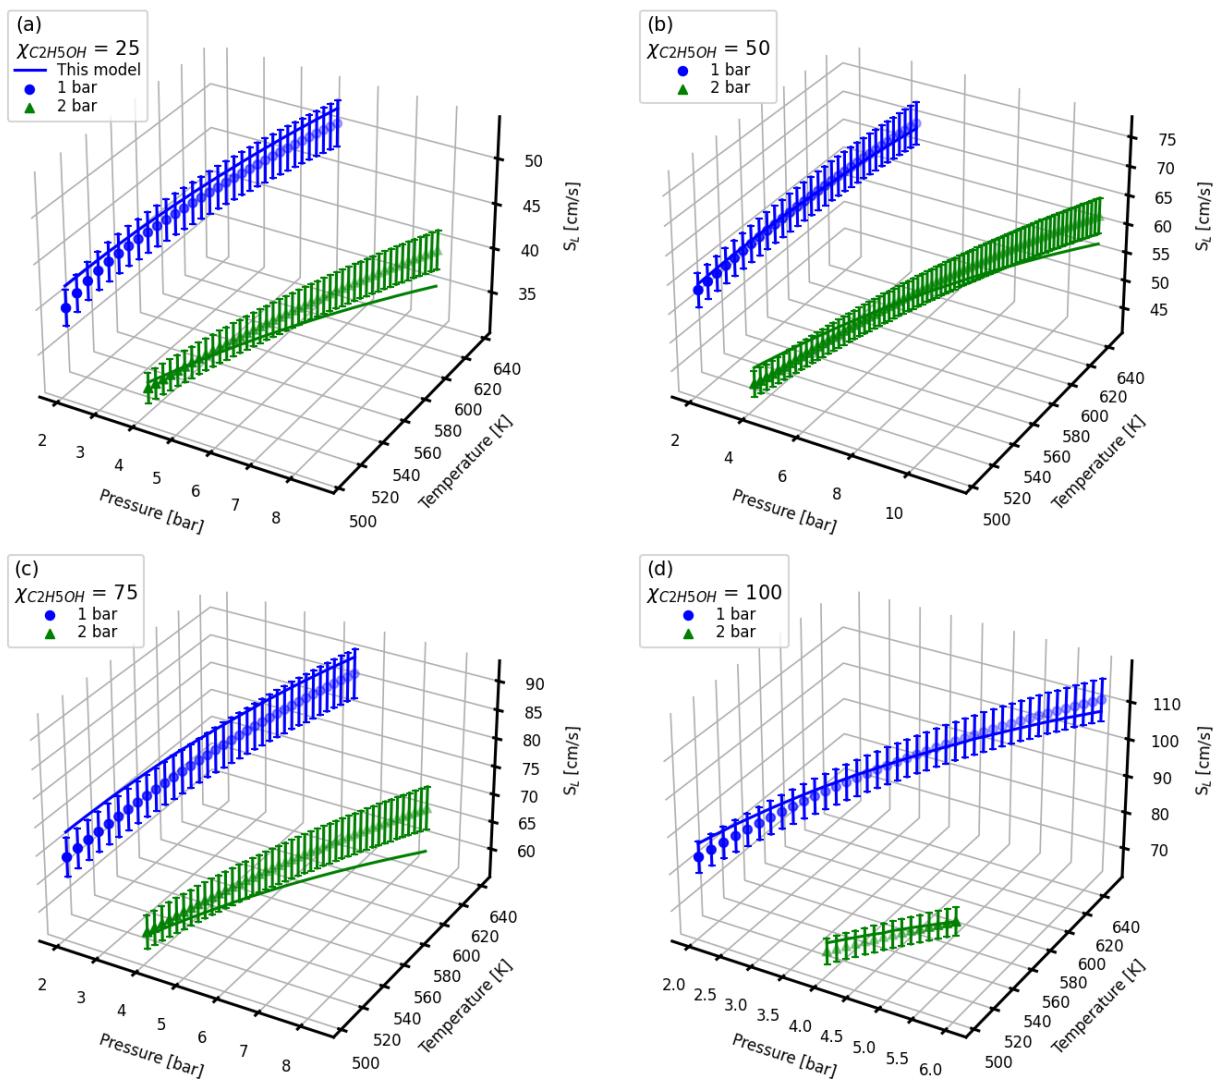 (a)
χC2H5OH = 25
This model
1 bar
2 bar
50
45
40
35
SL [cm/s]
2
3
4
5
6
7
8
Pressure [bar]
500
520
540
560
580
600
620
640
Temperature [K]
(b)
χC2H5OH = 50
1 bar
2 bar
75
70
65
60
55
50
45
SL [cm/s]
2
4
6
8
10
Pressure [bar]
500
520
540
560
580
600
620
640
Temperature [K]
(c)
χC2H5OH = 75
1 bar
2 bar
90
85
80
75
70
65
60
SL [cm/s]
2
3
4
5
6
7
8
Pressure [bar]
500
520
540
560
580
600
620
640
Temperature [K]
(d)
χC2H5OH = 100
1 bar
2 bar
110
100
90
80
70
SL [cm/s]
2.0
2.5
3.0
3.5
4.0
4.5
5.0
5.5
6.0
Pressure [bar]
500
520
540
560
580
600
620
640
Temperature [K]